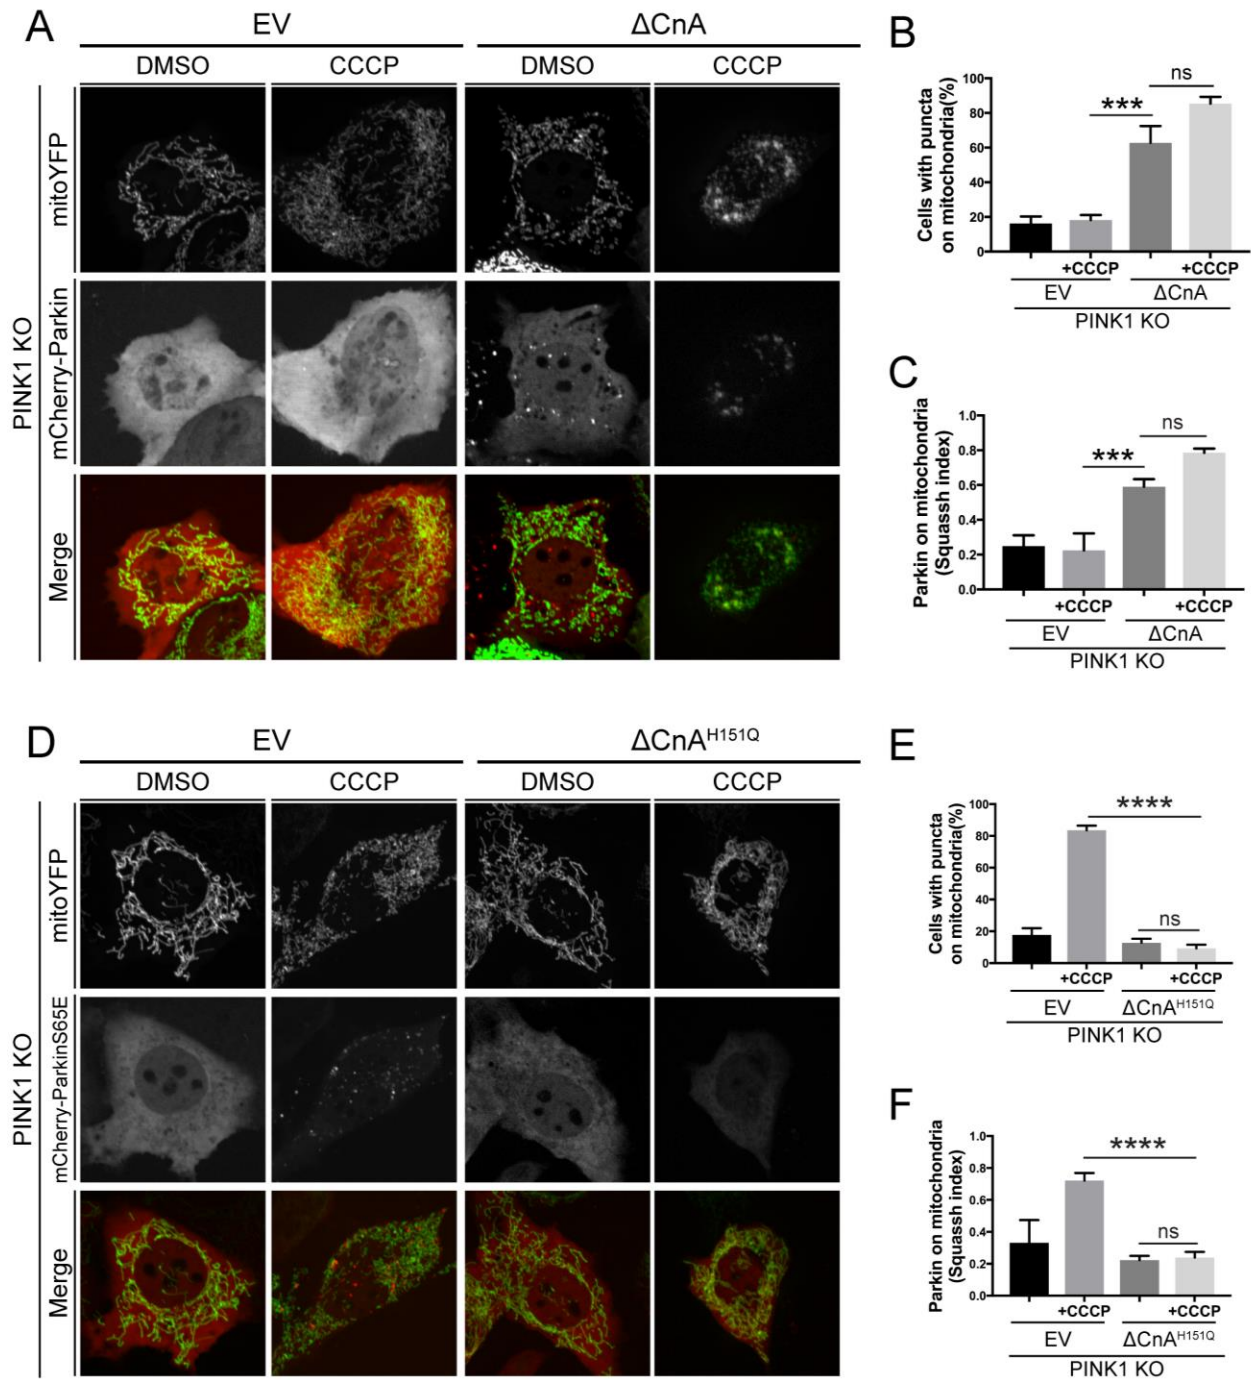 A
EV
ΔCnA
DMSO
CCCP
DMSO
CCCP
PINK1 KO
mitoYFP
mCherry-Parkin
Merge
B
Cells with puncta
on mitochondria(%)
100
80
60
40
20
0
***
ns
+CCCP
+CCCP
EV
ΔCnA
PINK1 KO
C
Parkin on mitochondria
(Squassh index)
1.0
0.8
0.6
0.4
0.2
0.0
***
ns
+CCCP
+CCCP
EV
ΔCnA
PINK1 KO
D
EV
ΔCnA^H151Q
DMSO
CCCP
DMSO
CCCP
PINK1 KO
mitoYFP
mCherry-ParkinS65E
Merge
E
Cells with puncta
on mitochondria(%)
100
80
60
40
20
0
****
ns
+CCCP
+CCCP
EV
ΔCnA^H151Q
PINK1 KO
F
Parkin on mitochondria
(Squassh index)
1.0
0.8
0.6
0.4
0.2
0.0
****
ns
+CCCP
+CCCP
EV
ΔCnA^H151Q
PINK1 KO